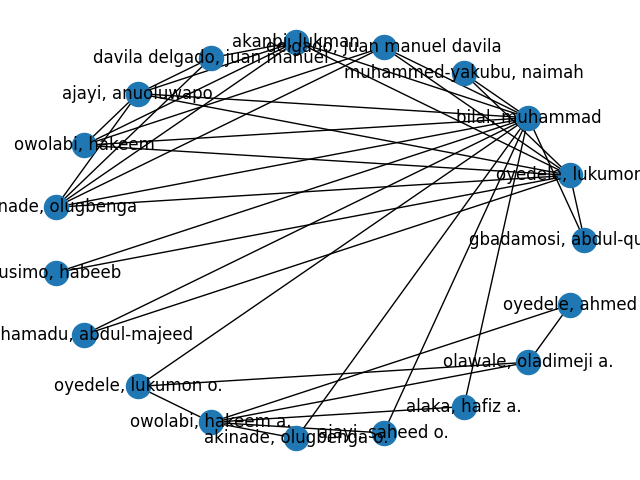 akanbi, lukman
delgado, juan manuel davila
davila delgado, juan manuel
muhammed-yakubu, naimah
ajayi, anuoluwapo
bilal, muhammad
owolabi, hakeem
oyedele, lukumon
nade, olugbenga
gbadamosi, abdul-qu
usimo, habeeb
oyedele, ahmed
hamadu, abdul-majeed
olawale, oladimeji a.
oyedele, lukumon o.
alaka, hafiz a.
owolabi, hakeem a.
ajayi, saheed o.
akinade, olugbenga o.